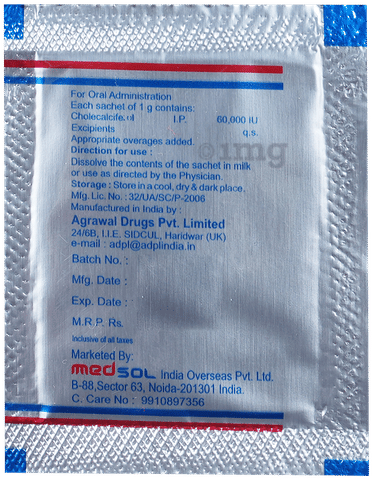 For Oral Administration
Each sachet of 1 g contains:
Cholecalciferol I.P. 60,000 IU
Excipients q.s.
Appropriate overages added.
Direction for use :
Dissolve the contents of the sachet in milk
or use as directed by the Physician.
Storage : Store in a cool, dry & dark place.
Mfg. Lic. No. : 32/UA/SC/P-2006
Manufactured in India by :
Agrawal Drugs Pvt. Limited
24/6B, I.I.E. SIDCUL, Haridwar (UK)
e-mail : adpl@adplindia.in
Batch No. :
Mfg. Date :
Exp. Date :
M.R.P. Rs.
Inclusive of all taxes
Marketed By:
medsol India Overseas Pvt. Ltd.
B-88,Sector 63, Noida-201301 India.
C. Care No : 9910897356
1mg